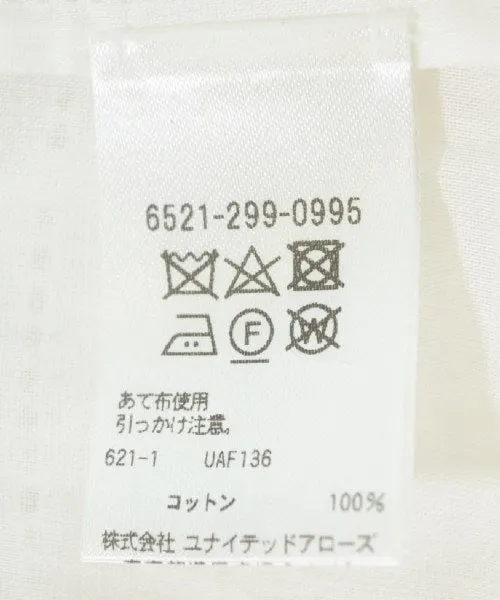 6521-299-0995
F W
あて布使用
引っかけ注意。
621-1 UAF136
コットン 100%
株式会社 ユナイテッドアローズ